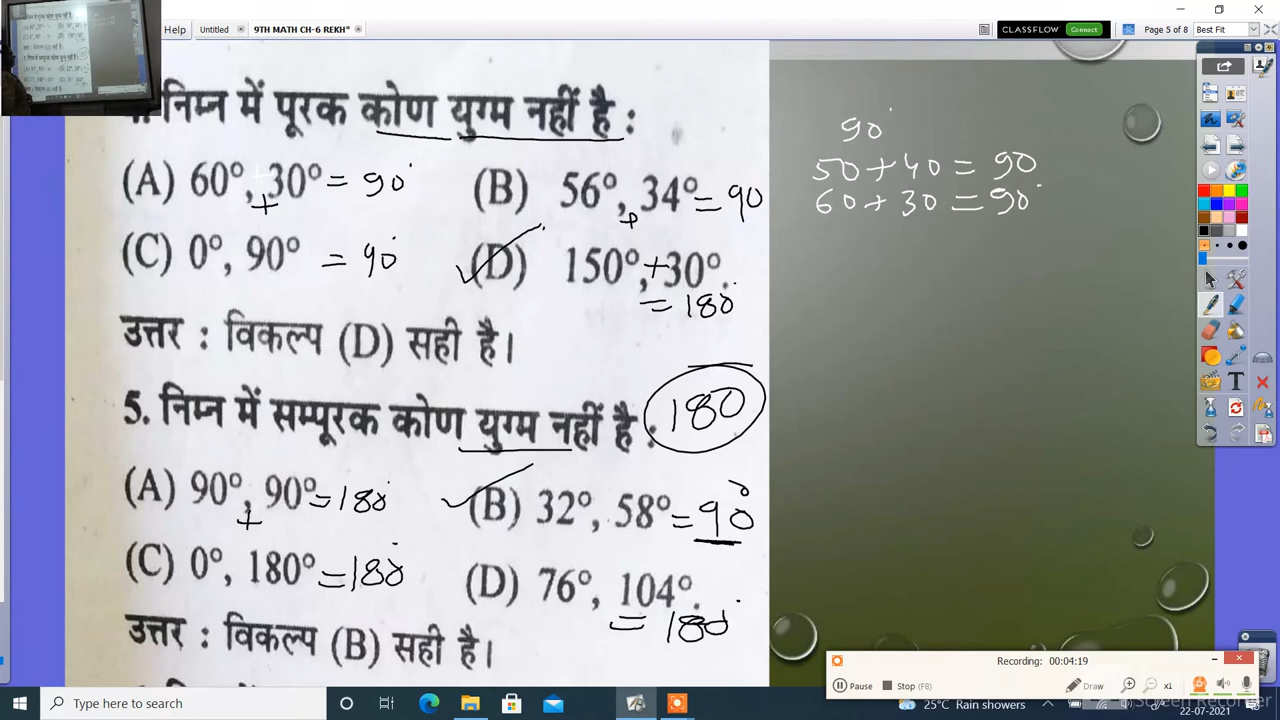 Help
Untitled
9TH MATH CH-6 REKH*
CLASSFLOW Connect
Page 5 of 8
Best Fit
निम्न में पूरक कोण युग्म नहीं है :
(A) 60°, + 30° = 90°
(B) 56°, + 34° = 90
(C) 0°, 90° = 90°
(D) 150°, + 30°. = 180°
उत्तर : विकल्प (D) सही है।
5. निम्न में सम्पूरक कोण युग्म नहीं है : 180
(A) 90°, + 90° = 180°
(B) 32°, 58° = 90°
(C) 0°, 180° = 180°
(D) 76°, 104°. = 180°
उत्तर : विकल्प (B) सही है।
90°
50 + 40 = 90
60 + 30 = 90°
Recording: 00:04:19
Pause
Stop (F8)
Draw
x1
Screen Recorder
Type here to search
25°C Rain showers
22-07-2021